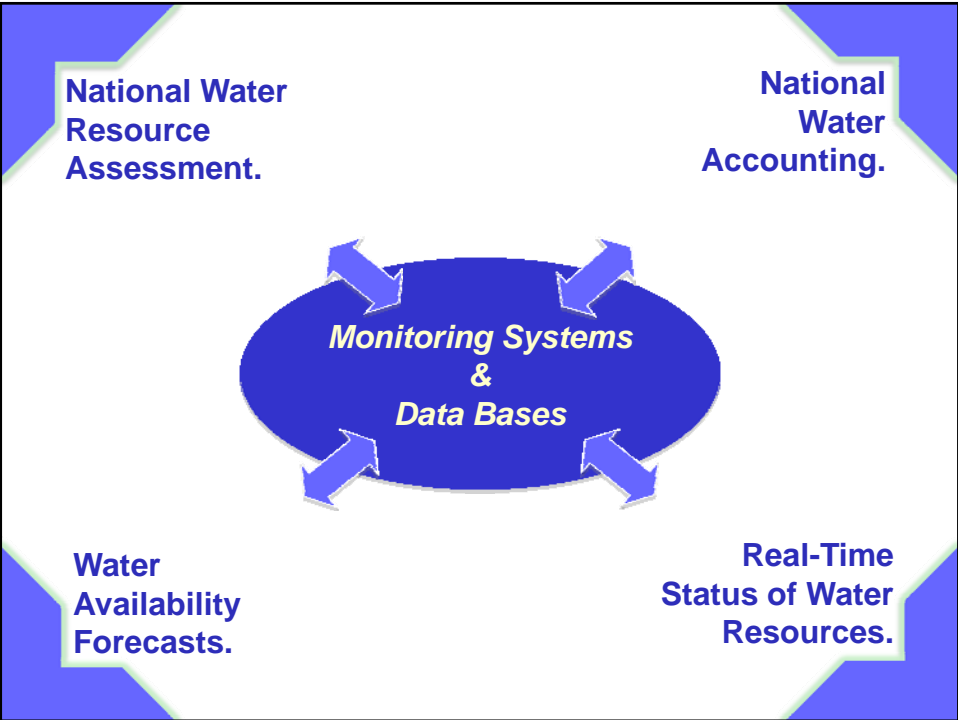 National Water
Resource
Assessment.
National
Water
Accounting.
Monitoring Systems
&
Data Bases
Water
Availability
Forecasts.
Real-Time
Status of Water
Resources.